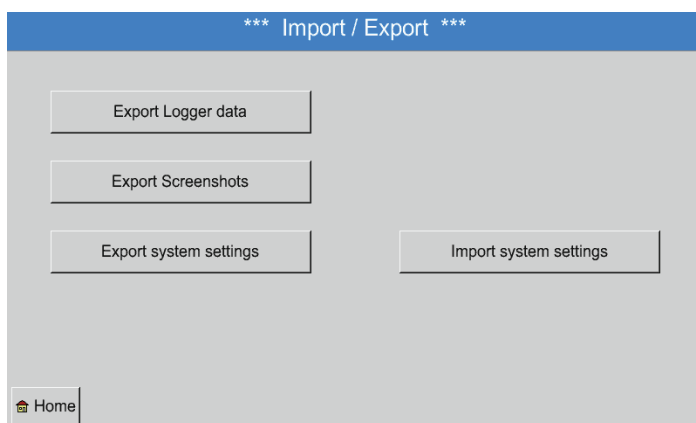 *** Import / Export ***
Export Logger data
Export Screenshots
Export system settings
Import system settings
Home